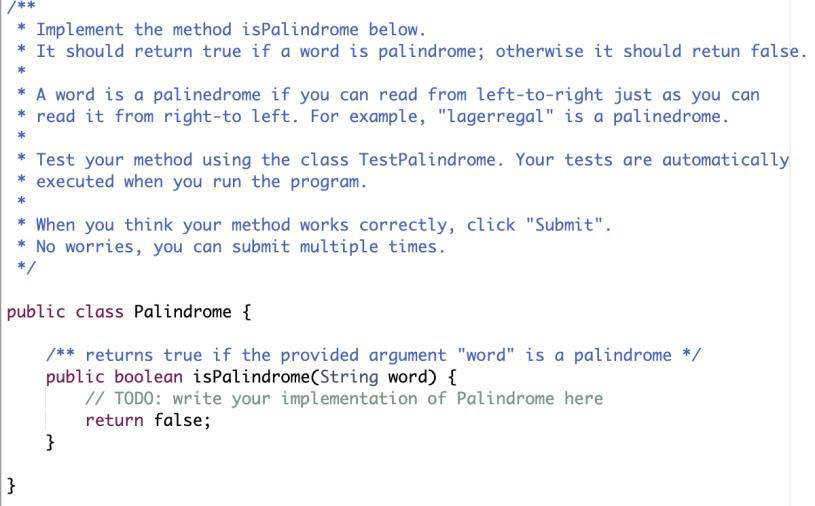 /**
 * Implement the method isPalindrome below.
 * It should return true if a word is palindrome; otherwise it should retun false.
 *
 * A word is a palinedrome if you can read from left-to-right just as you can
 * read it from right-to left. For example, "lagerregal" is a palinedrome.
 *
 * Test your method using the class TestPalindrome. Your tests are automatically
 * executed when you run the program.
 *
 * When you think your method works correctly, click "Submit".
 * No worries, you can submit multiple times.
 */
public class Palindrome {
    /** returns true if the provided argument "word" is a palindrome */
    public boolean isPalindrome(String word) {
        // TODO: write your implementation of Palindrome here
        return false;
    }
}